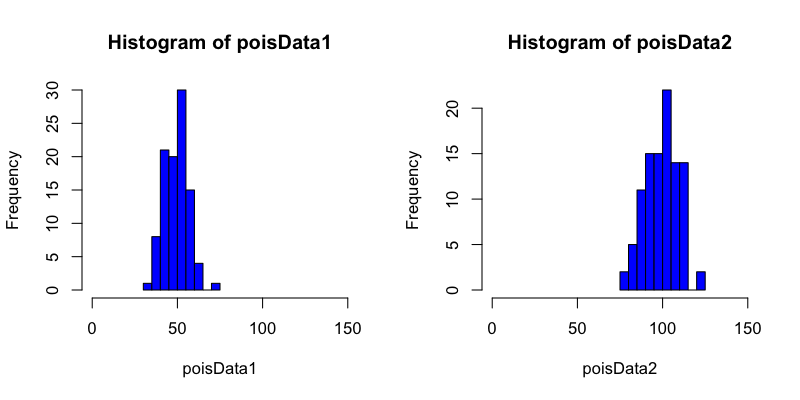 Histogram of poisData1
Frequency
0 5 10 15 20 25 30
0 50 100 150
poisData1
Histogram of poisData2
Frequency
0 5 10 15 20
0 50 100 150
poisData2